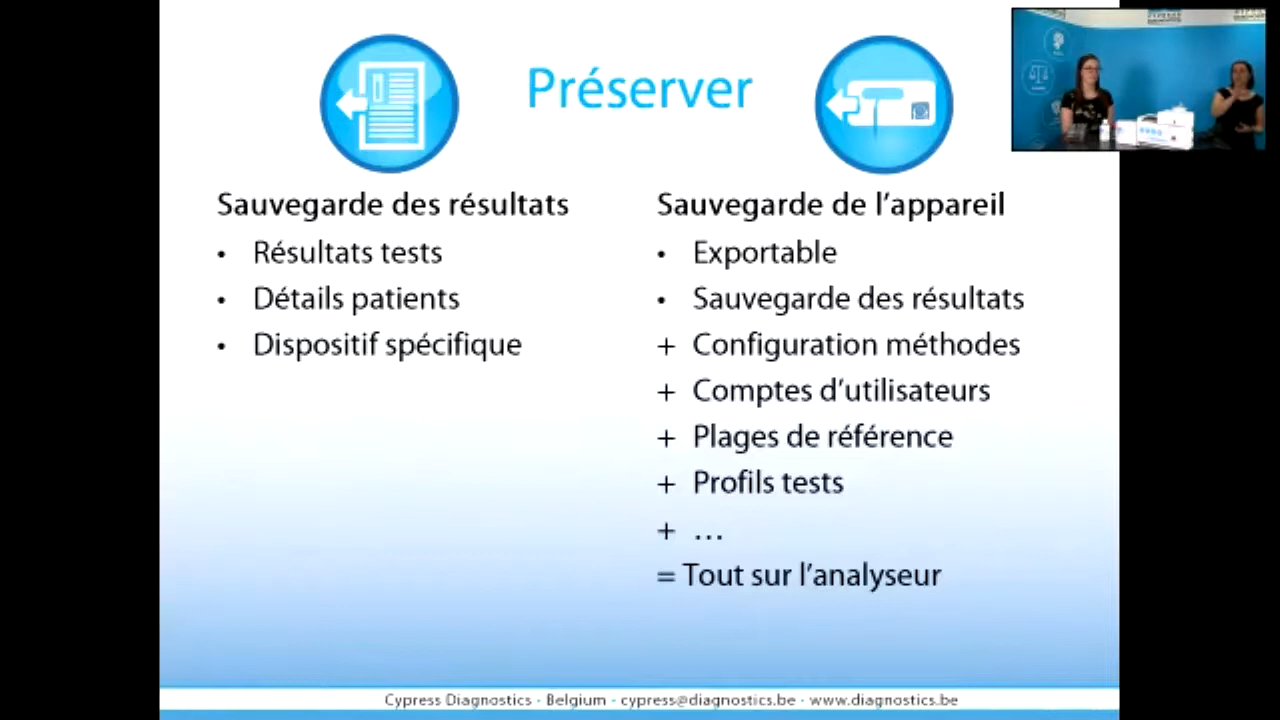 Préserver
Sauvegarde des résultats
• Résultats tests
• Détails patients
• Dispositif spécifique
Sauvegarde de l’appareil
• Exportable
• Sauvegarde des résultats
+ Configuration méthodes
+ Comptes d’utilisateurs
+ Plages de référence
+ Profils tests
+ ...
= Tout sur l’analyseur
Cypress Diagnostics - Belgium - cypress@diagnostics.be - www.diagnostics.be